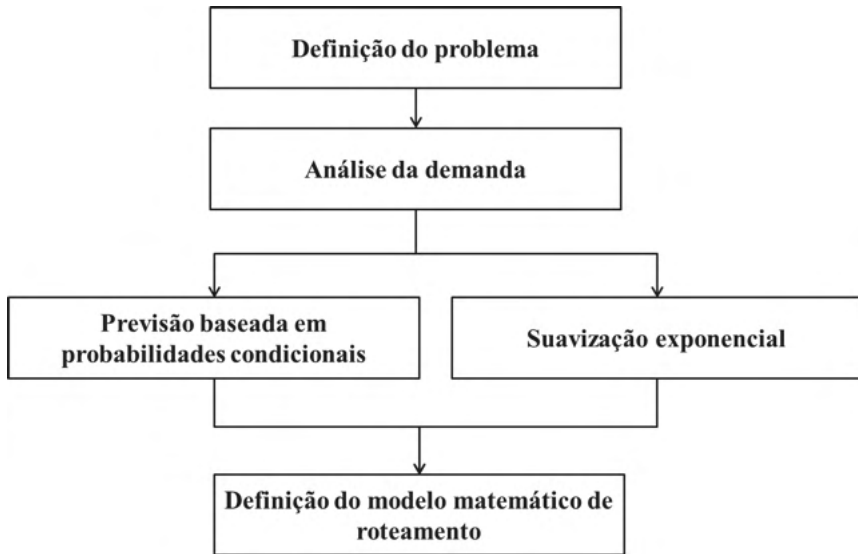 Definição do problema
Análise da demanda
Previsão baseada em
probabilidades condicionais
Suavização exponencial
Definição do modelo matemático de
roteamento